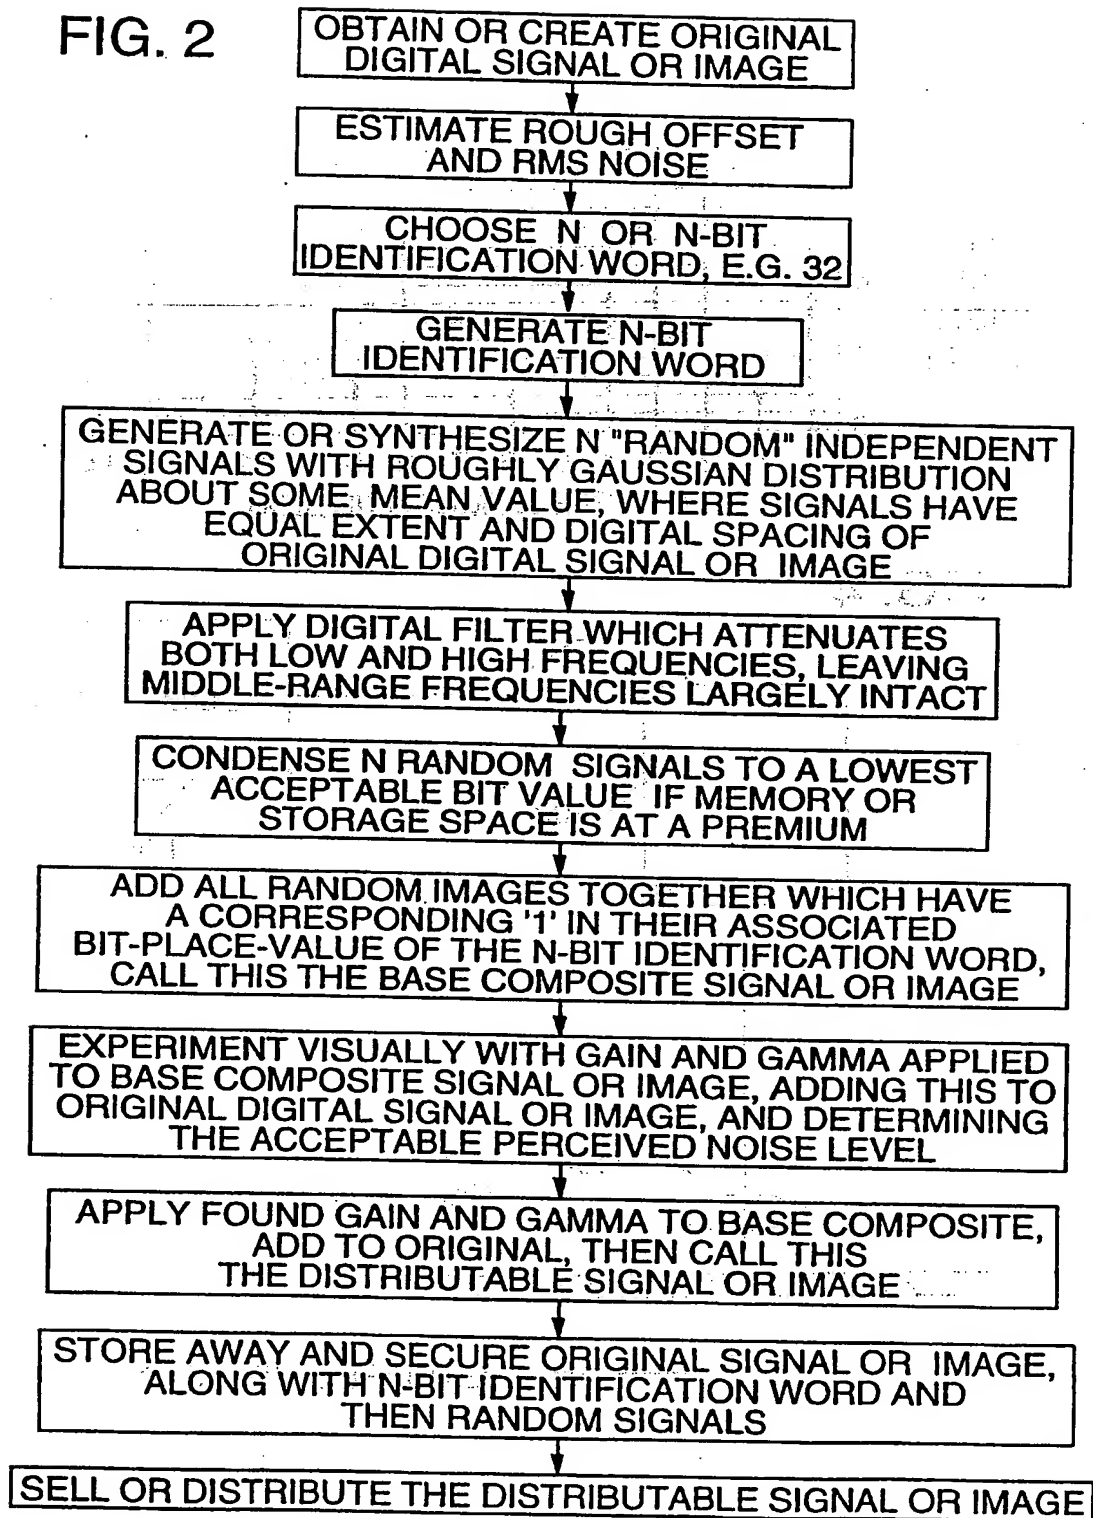 FIG. 2
OBTAIN OR CREATE ORIGINAL
DIGITAL SIGNAL OR IMAGE
ESTIMATE ROUGH OFFSET
AND RMS NOISE
CHOOSE N OR N-BIT
IDENTIFICATION WORD, E.G. 32
GENERATE N-BIT
IDENTIFICATION WORD
GENERATE OR SYNTHESIZE N "RANDOM" INDEPENDENT
SIGNALS WITH ROUGHLY GAUSSIAN DISTRIBUTION
ABOUT SOME MEAN VALUE, WHERE SIGNALS HAVE
EQUAL EXTENT AND DIGITAL SPACING OF
ORIGINAL DIGITAL SIGNAL OR IMAGE
APPLY DIGITAL FILTER WHICH ATTENUATES
BOTH LOW AND HIGH FREQUENCIES, LEAVING
MIDDLE-RANGE FREQUENCIES LARGELY INTACT
CONDENSE N RANDOM SIGNALS TO A LOWEST
ACCEPTABLE BIT VALUE IF MEMORY OR
STORAGE SPACE IS AT A PREMIUM
ADD ALL RANDOM IMAGES TOGETHER WHICH HAVE
A CORRESPONDING '1' IN THEIR ASSOCIATED
BIT-PLACE-VALUE OF THE N-BIT IDENTIFICATION WORD,
CALL THIS THE BASE COMPOSITE SIGNAL OR IMAGE
EXPERIMENT VISUALLY WITH GAIN AND GAMMA APPLIED
TO BASE COMPOSITE SIGNAL OR IMAGE, ADDING THIS TO
ORIGINAL DIGITAL SIGNAL OR IMAGE, AND DETERMINING
THE ACCEPTABLE PERCEIVED NOISE LEVEL
APPLY FOUND GAIN AND GAMMA TO BASE COMPOSITE,
ADD TO ORIGINAL, THEN CALL THIS
THE DISTRIBUTABLE SIGNAL OR IMAGE
STORE AWAY AND SECURE ORIGINAL SIGNAL OR IMAGE,
ALONG WITH N-BIT IDENTIFICATION WORD AND
THEN RANDOM SIGNALS
SELL OR DISTRIBUTE THE DISTRIBUTABLE SIGNAL OR IMAGE